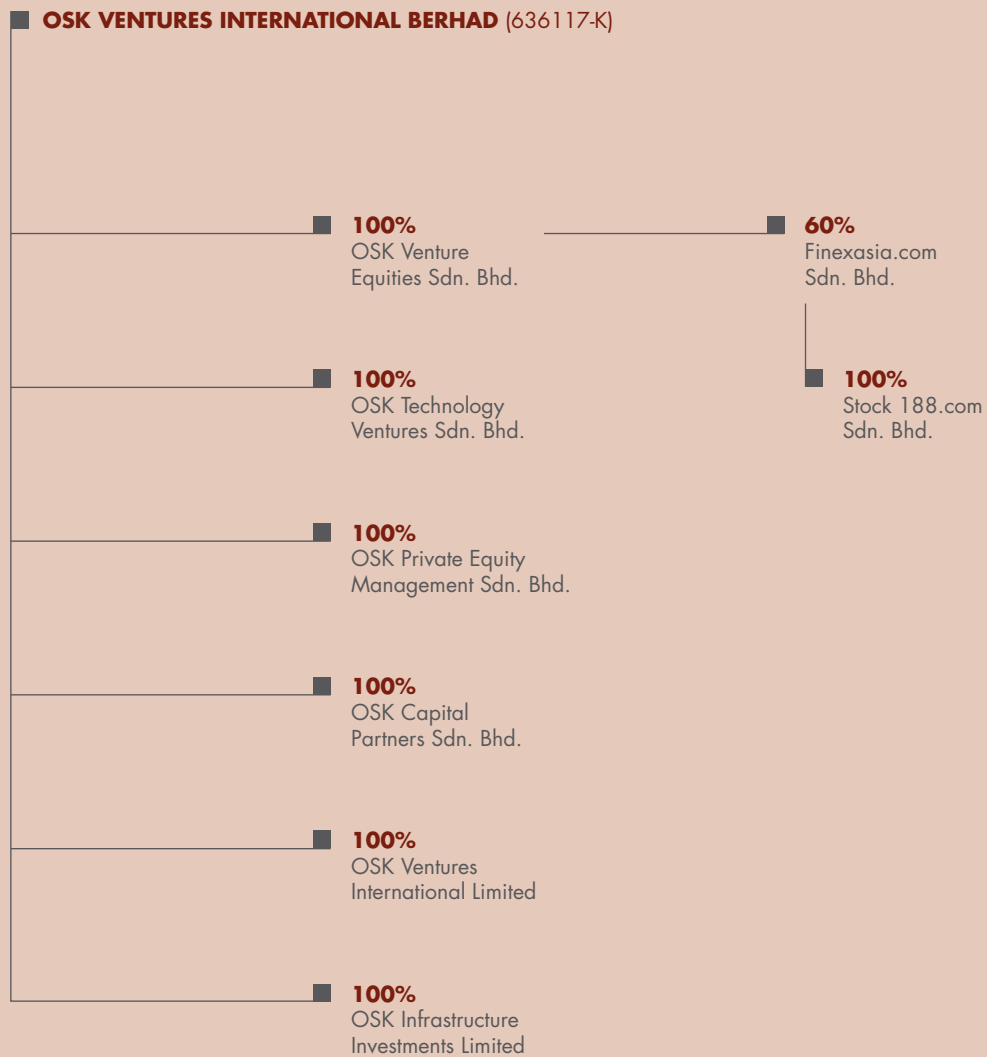 OSK VENTURES INTERNATIONAL BERHAD (636117-K)
100%
OSK Venture
Equities Sdn. Bhd.
60%
Finexasia.com
Sdn. Bhd.
100%
OSK Technology
Ventures Sdn. Bhd.
100%
Stock 188.com
Sdn. Bhd.
100%
OSK Private Equity
Management Sdn. Bhd.
100%
OSK Capital
Partners Sdn. Bhd.
100%
OSK Ventures
International Limited
100%
OSK Infrastructure
Investments Limited